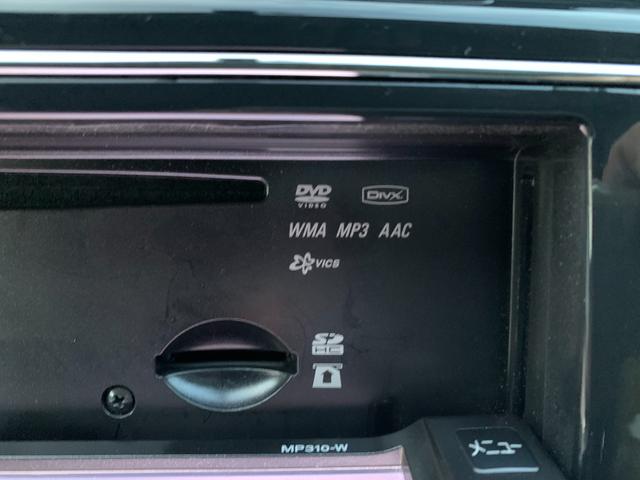 DVD
VIDEO
DIVX
WMA MP3 AAC
VICS
SD
HC
MP310-W
メニュー